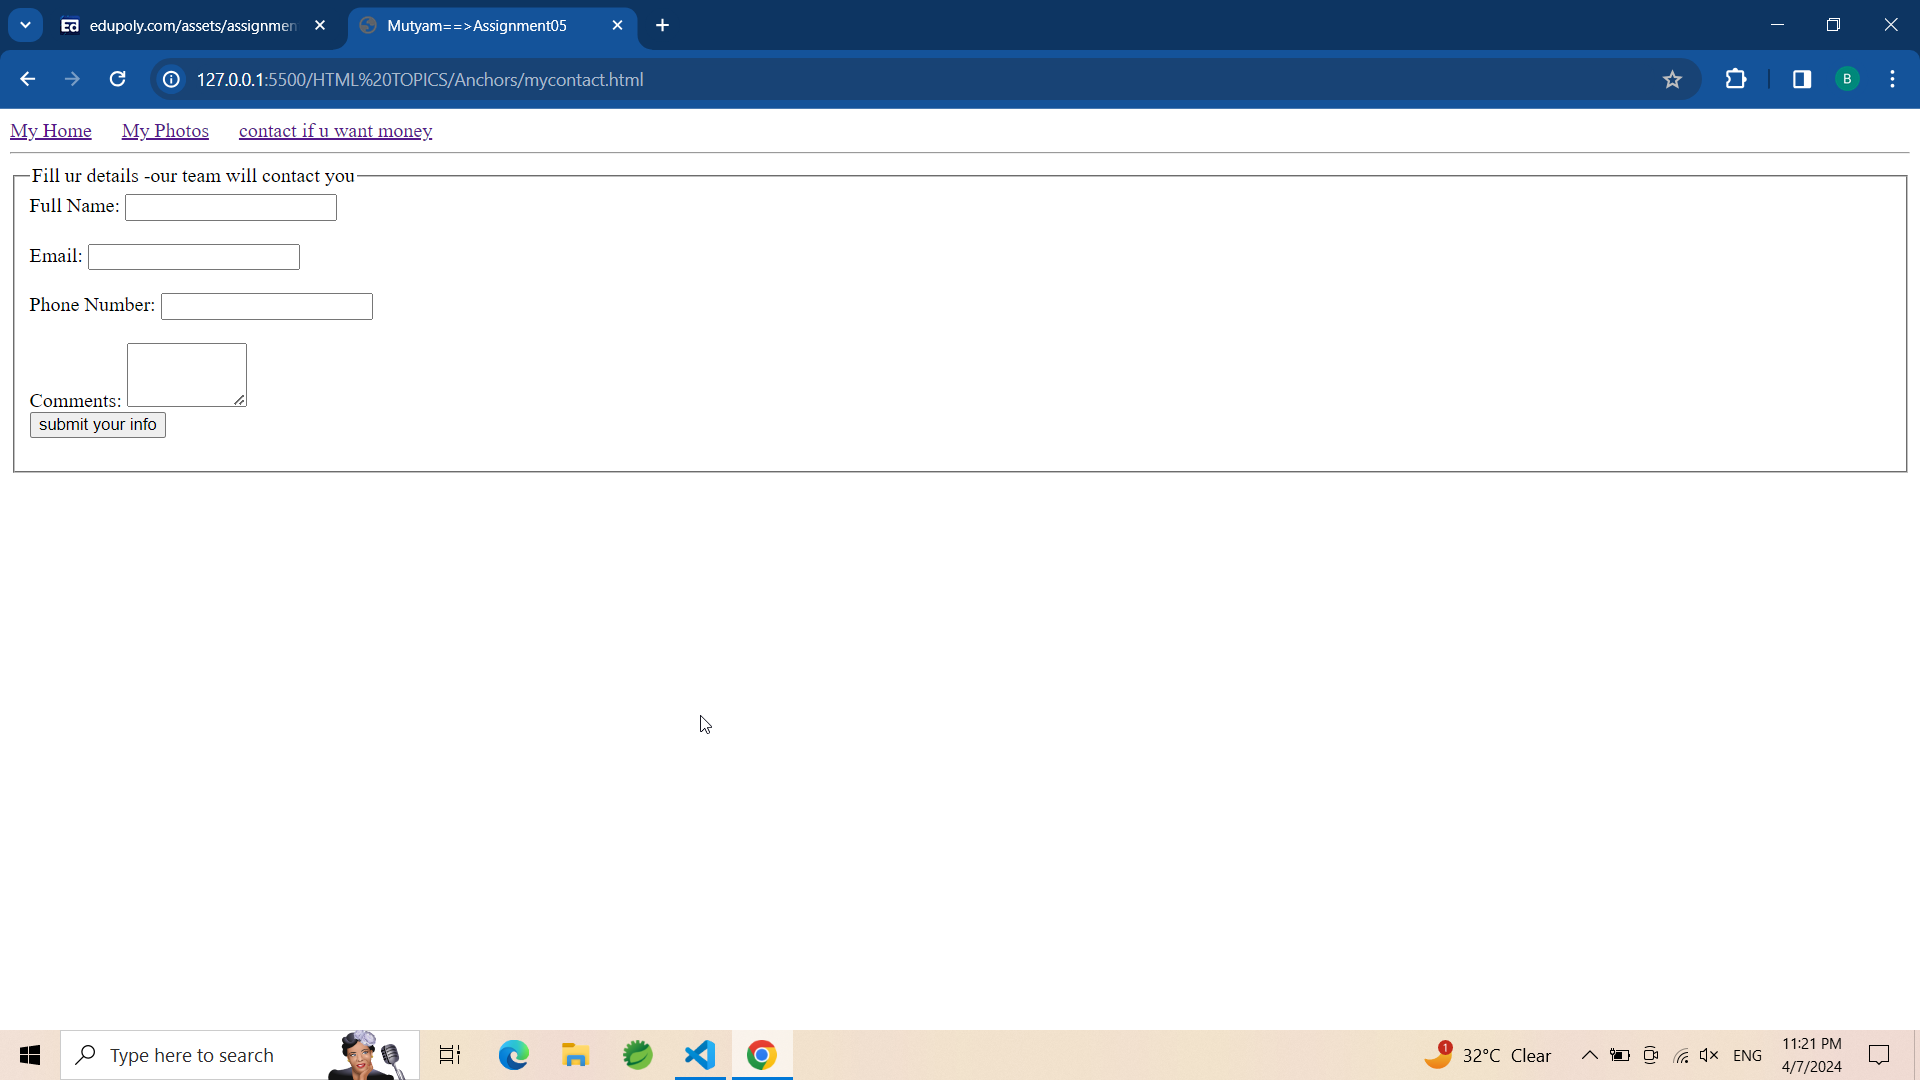 edupoly.com/assets/assignmen
Mutyam==>Assignment05
127.0.0.1:5500/HTML%20TOPICS/Anchors/mycontact.html
B
My Home My Photos contact if u want money
Fill ur details -our team will contact you
Full Name:
Email:
Phone Number:
Comments:
submit your info
Type here to search
1
32°C Clear
ENG
11:21 PM
4/7/2024